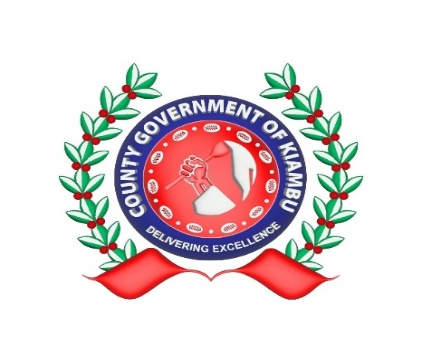 COUNTY GOVERNMENT OF KIAMBU
DELIVERING EXCELLENCE